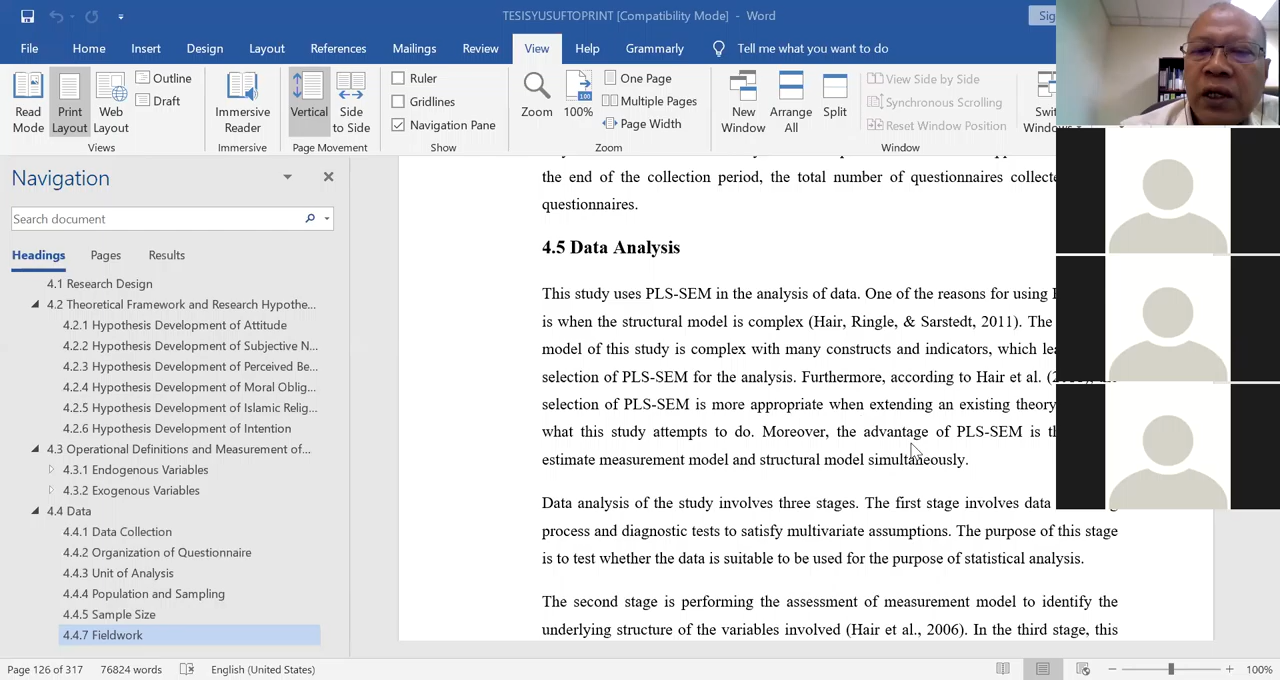 TESISYUSUFTOPRINT [Compatibility Mode] - Word
Sig
File Home Insert Design Layout References Mailings Review View Help Grammarly Tell me what you want to do
Read Mode
Print Layout
Web Layout
Outline
Draft
Views
Immersive Reader
Immersive
Vertical
Side to Side
Page Movement
Ruler
Gridlines
Navigation Pane
Show
Zoom
100
100%
One Page
Multiple Pages
Page Width
Zoom
New Window
Arrange All
Split
View Side by Side
Synchronous Scrolling
Reset Window Position
Window
Navigation
Search document
Headings Pages Results
4.1 Research Design
4.2 Theoretical Framework and Research Hypothe...
4.2.1 Hypothesis Development of Attitude
4.2.2 Hypothesis Development of Subjective N...
4.2.3 Hypothesis Development of Perceived Be...
4.2.4 Hypothesis Development of Moral Oblig...
4.2.5 Hypothesis Development of Islamic Relig...
4.2.6 Hypothesis Development of Intention
4.3 Operational Definitions and Measurement of...
4.3.1 Endogenous Variables
4.3.2 Exogenous Variables
4.4 Data
4.4.1 Data Collection
4.4.2 Organization of Questionnaire
4.4.3 Unit of Analysis
4.4.4 Population and Sampling
4.4.5 Sample Size
4.4.7 Fieldwork
the end of the collection period, the total number of questionnaires collecte
questionnaires.
4.5 Data Analysis
This study uses PLS-SEM in the analysis of data. One of the reasons for using
is when the structural model is complex (Hair, Ringle, & Sarstedt, 2011). The
model of this study is complex with many constructs and indicators, which lea
selection of PLS-SEM for the analysis. Furthermore, according to Hair et al.
selection of PLS-SEM is more appropriate when extending an existing theory
what this study attempts to do. Moreover, the advantage of PLS-SEM is
estimate measurement model and structural model simultaneously.
Data analysis of the study involves three stages. The first stage involves data
process and diagnostic tests to satisfy multivariate assumptions. The purpose of this stage
is to test whether the data is suitable to be used for the purpose of statistical analysis.
The second stage is performing the assessment of measurement model to identify the
underlying structure of the variables involved (Hair et al., 2006). In the third stage, this
Page 126 of 317 76824 words English (United States) 100%